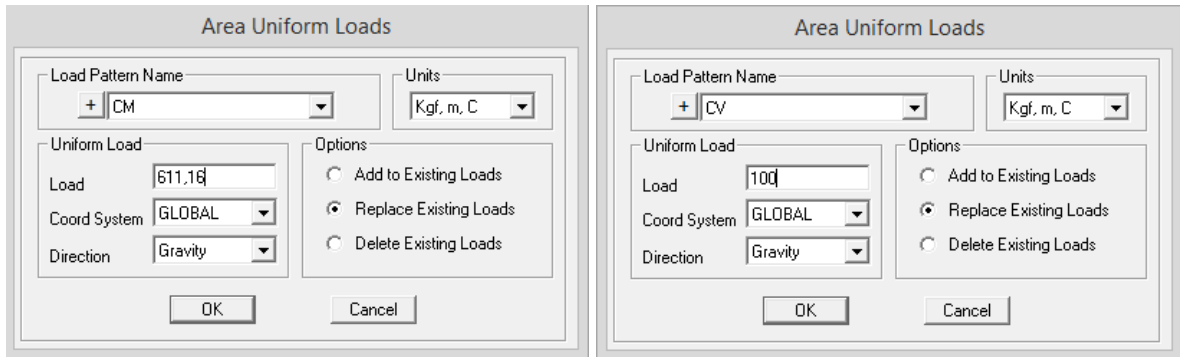 Area Uniform Loads
Load Pattern Name
+ CM
Units
Kgf, m, C
Uniform Load
Load 611,16
Coord System GLOBAL
Direction Gravity
Options
Add to Existing Loads
Replace Existing Loads
Delete Existing Loads
OK Cancel
Area Uniform Loads
Load Pattern Name
+ CV
Units
Kgf, m, C
Uniform Load
Load 100
Coord System GLOBAL
Direction Gravity
Options
Add to Existing Loads
Replace Existing Loads
Delete Existing Loads
OK Cancel